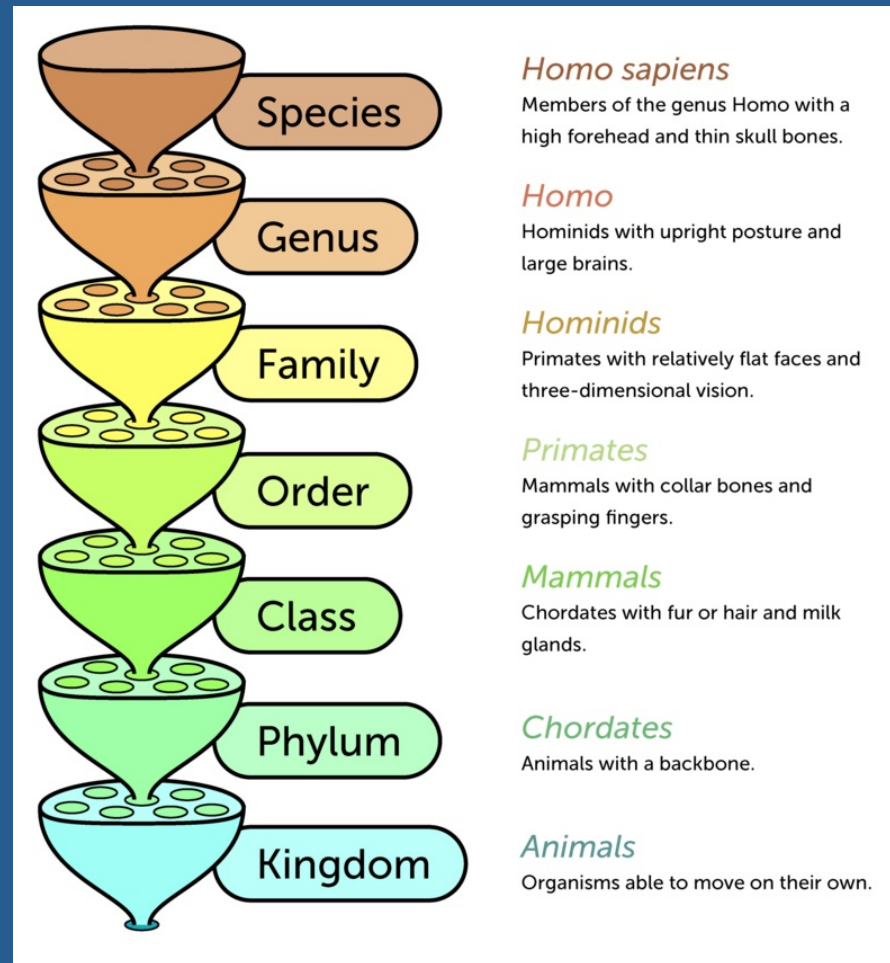 Species
Homo sapiens
Members of the genus Homo with a
high forehead and thin skull bones.
Genus
Homo
Hominids with upright posture and
large brains.
Family
Hominids
Primates with relatively flat faces and
three-dimensional vision.
Order
Primates
Mammals with collar bones and
grasping fingers.
Class
Mammals
Chordates with fur or hair and milk
glands.
Phylum
Chordates
Animals with a backbone.
Kingdom
Animals
Organisms able to move on their own.